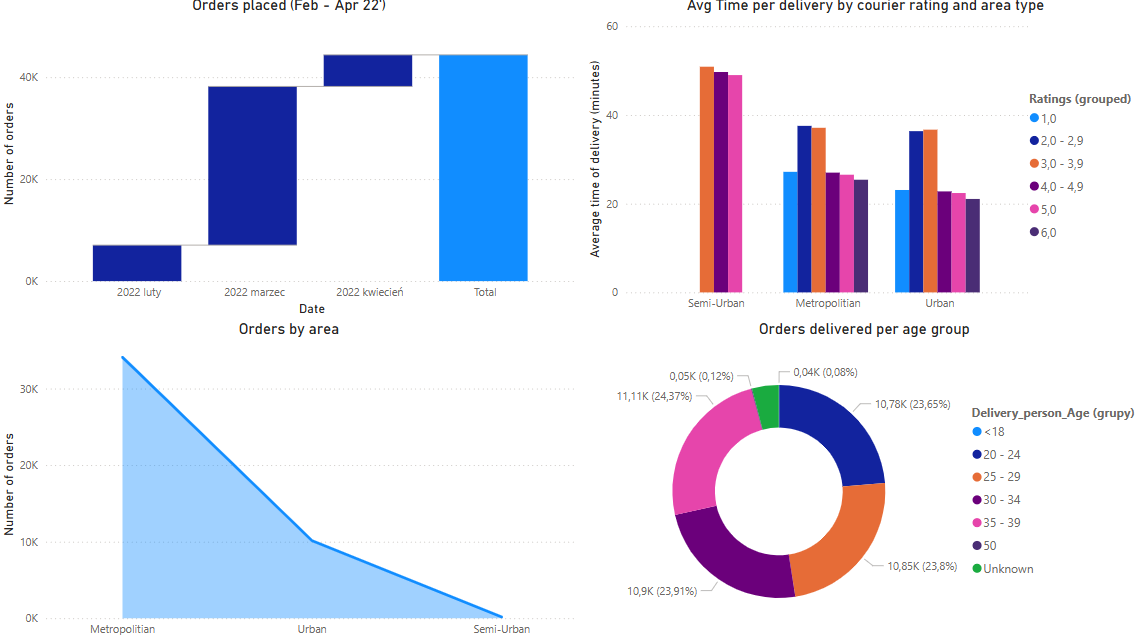 Orders placed (Feb - Apr 22')
Number of orders
40K
20K
0K
2022 luty
2022 marzec
2022 kwiecień
Total
Date
Avg Time per delivery by courier rating and area type
Average time of delivery (minutes)
60
40
20
0
Semi-Urban
Metropolitian
Urban
Ratings (grouped)
1,0
2,0 - 2,9
3,0 - 3,9
4,0 - 4,9
5,0
6,0
Orders by area
Number of orders
30K
20K
10K
0K
Metropolitian
Urban
Semi-Urban
Orders delivered per age group
0,05K (0,12%)
0,04K (0,08%)
11,11K (24,37%)
10,78K (23,65%)
10,9K (23,91%)
10,85K (23,8%)
Delivery_person_Age (grupy)
<18
20 - 24
25 - 29
30 - 34
35 - 39
50
Unknown